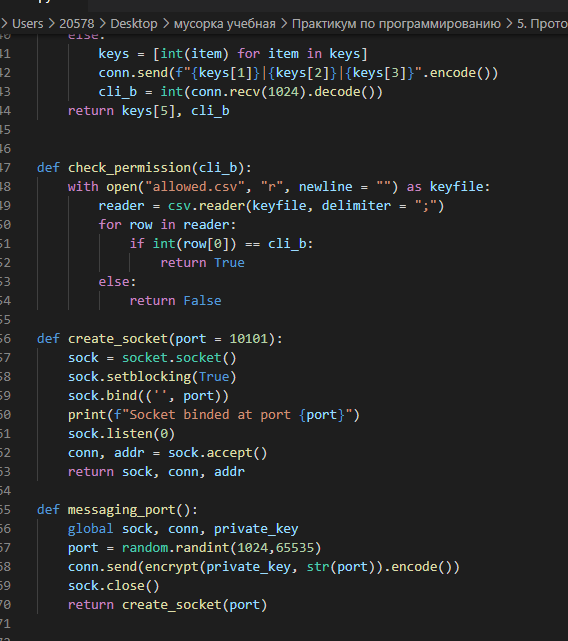 > Users > 20578 > Desktop > мусорка учебная > Практикум по программированию > 5. Прото
else:
41 keys = [int(item) for item in keys]
42 conn.send(f"{keys[1]}|{keys[2]}|{keys[3]}".encode())
43 cli_b = int(conn.recv(1024).decode())
44 return keys[5], cli_b
45
46
47 def check_permission(cli_b):
48 with open("allowed.csv", "r", newline = "") as keyfile:
49 reader = csv.reader(keyfile, delimiter = ";")
50 for row in reader:
51 if int(row[0]) == cli_b:
52 return True
53 else:
54 return False
55
56 def create_socket(port = 10101):
57 sock = socket.socket()
58 sock.setblocking(True)
59 sock.bind(('', port))
60 print(f"Socket binded at port {port}")
61 sock.listen(0)
62 conn, addr = sock.accept()
63 return sock, conn, addr
64
65 def messaging_port():
66 global sock, conn, private_key
67 port = random.randint(1024,65535)
68 conn.send(encrypt(private_key, str(port)).encode())
69 sock.close()
70 return create_socket(port)
71